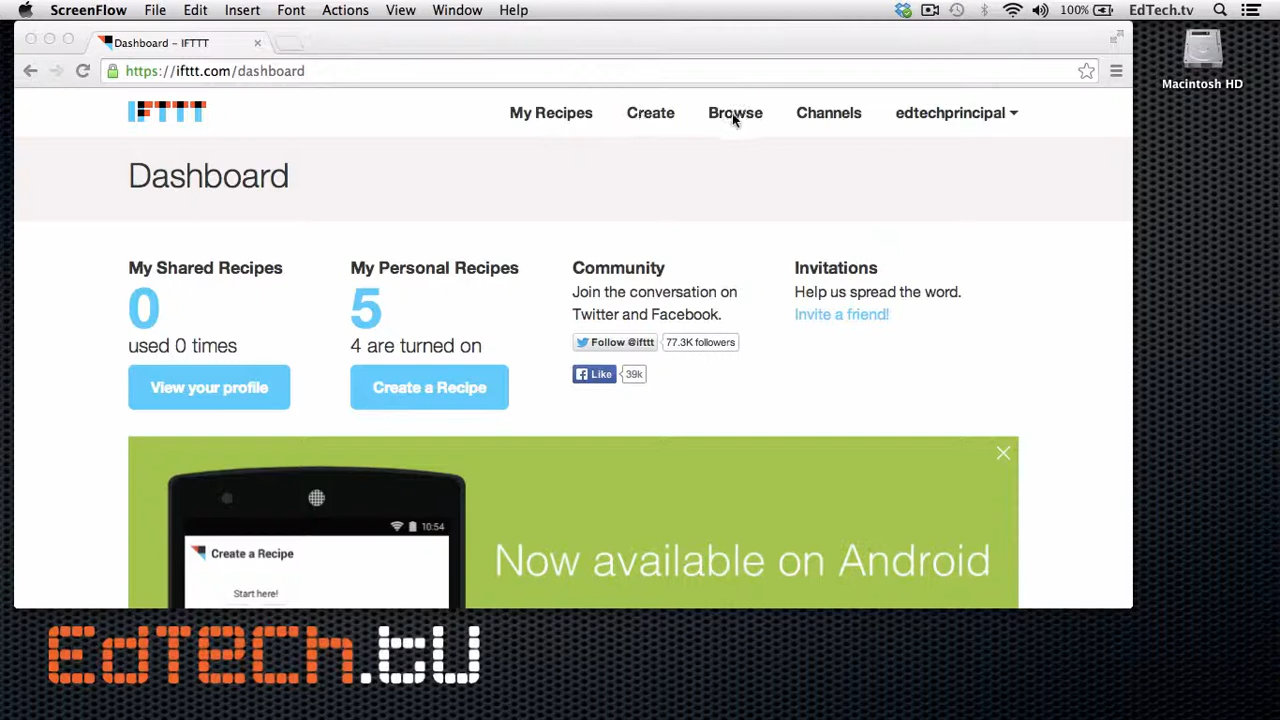 ScreenFlow File Edit Insert Font Actions View Window Help 100% EdTech.tv
Dashboard – IFTTT
https://ifttt.com/dashboard
Macintosh HD
IFTTT My Recipes Create Browse Channels edtechprincipal
Dashboard
My Shared Recipes
0
used 0 times
View your profile
My Personal Recipes
5
4 are turned on
Create a Recipe
Community
Join the conversation on
Twitter and Facebook.
Follow @ifttt 77.3K followers
Like 39k
Invitations
Help us spread the word.
Invite a friend!
10:54
Create a Recipe
Start here!
Now available on Android
EdTech.tv